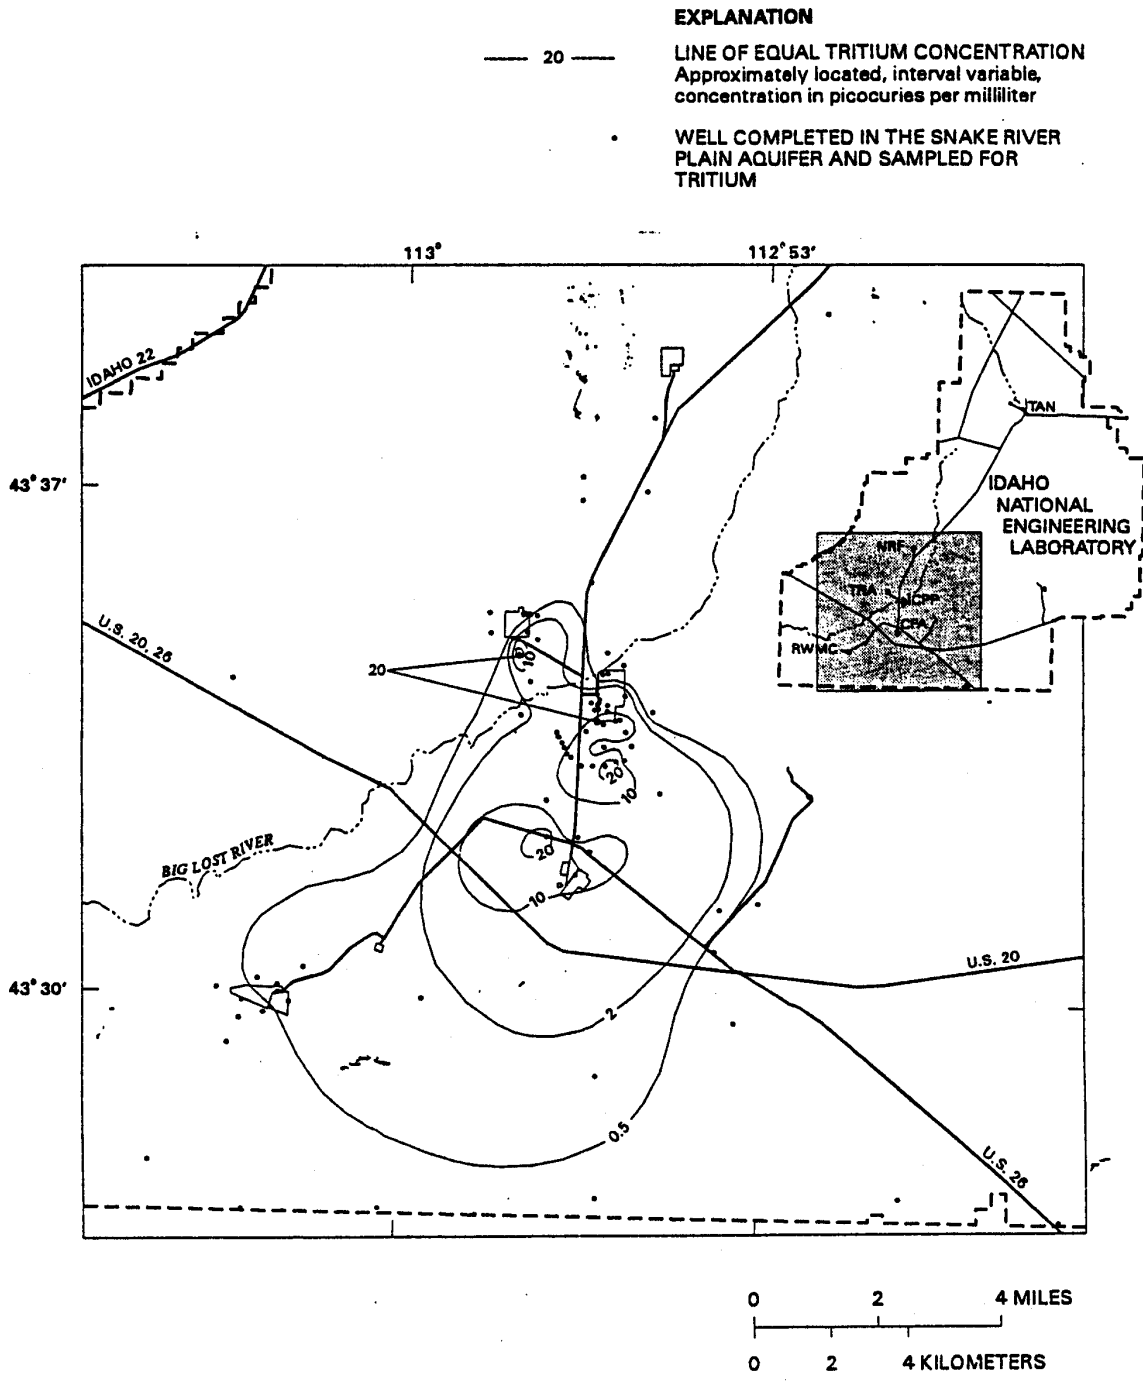 EXPLANATION
20
LINE OF EQUAL TRITIUM CONCENTRATION
Approximately located, interval variable,
concentration in picocuries per milliliter
WELL COMPLETED IN THE SNAKE RIVER
PLAIN AQUIFER AND SAMPLED FOR
TRITIUM
113°
112°53'
IDAHO 22
TAN
43°37'
IDAHO
NATIONAL
ENGINEERING
LABORATORY
NRF
TRA
ICPP
CFA
RWMC
U.S. 20, 26
20
10
20
10
BIG LOST RIVER
20
10
U.S. 20
43°30'
2
0.5
U.S. 26
0 2 4 MILES
0 2 4 KILOMETERS